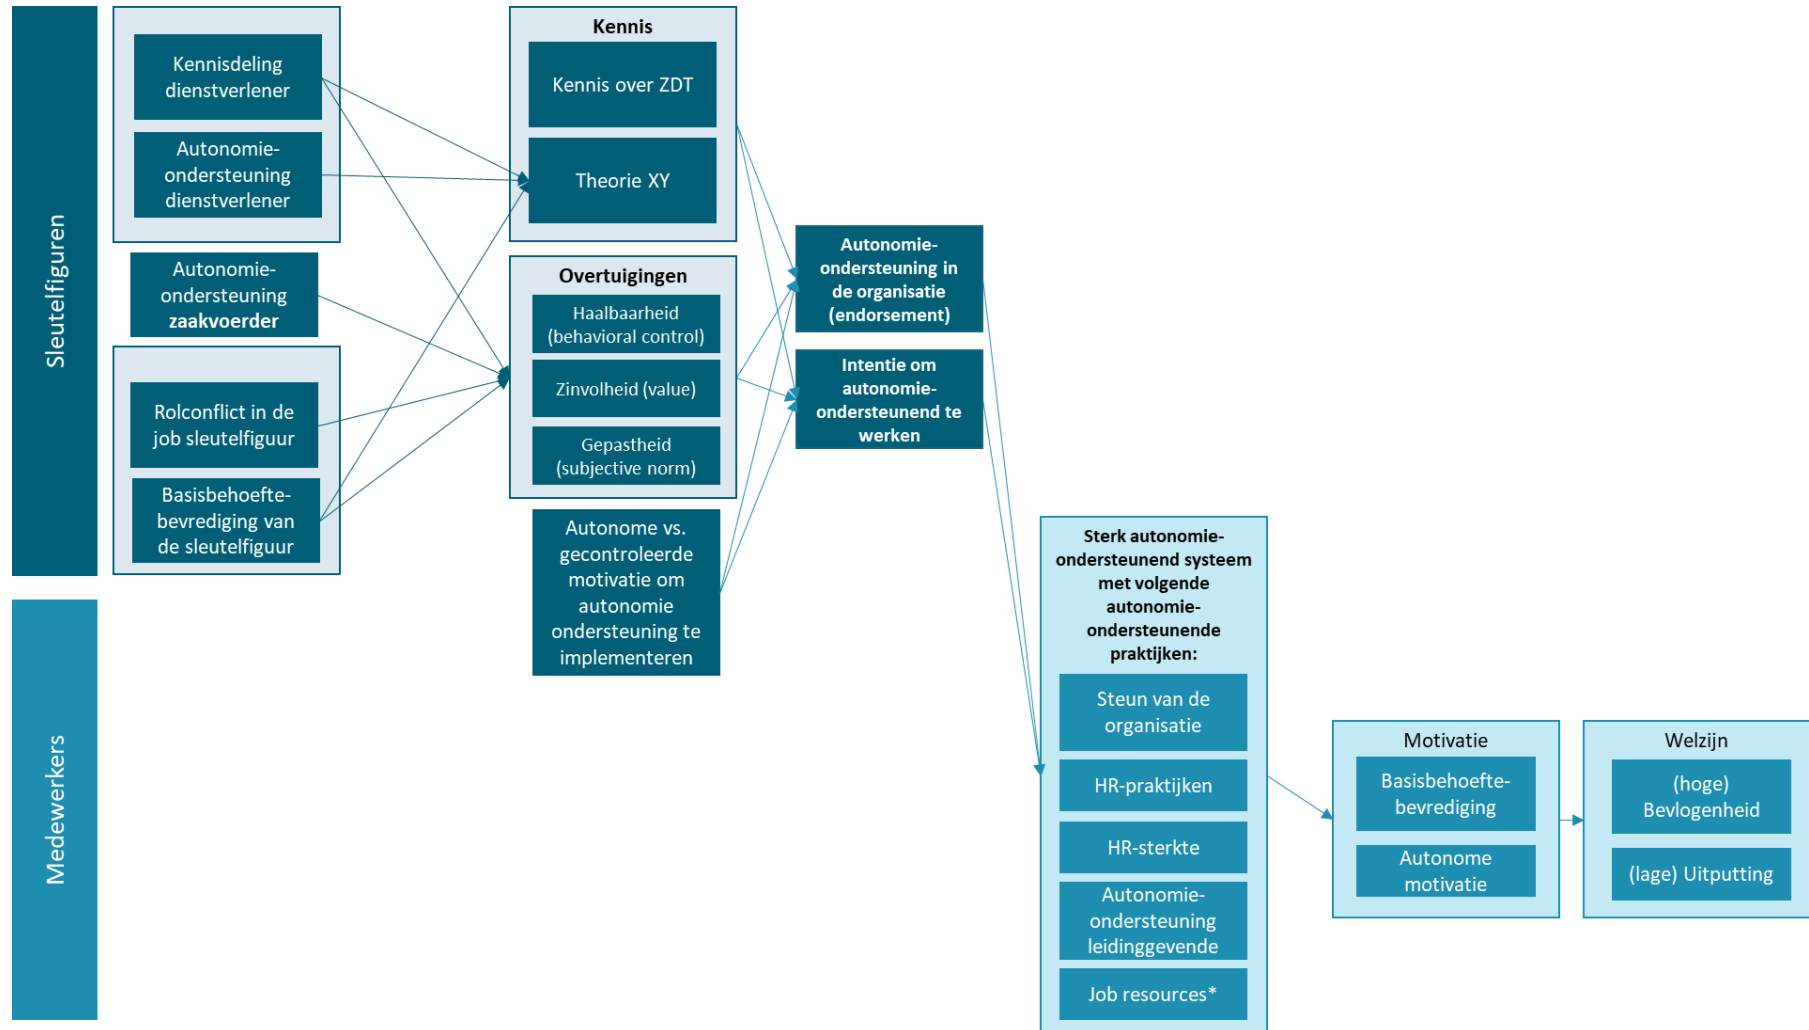 Sleutelfiguren
Kennisdeling
dienstverlener
Autonomie-
ondersteuning
dienstverlener
Autonomie-
ondersteuning
zaakvoerder
Rolconflict in de
job sleutelfiguur
Basisbehoefte-
bevrediging van
de sleutelfiguur
Kennis
Kennis over ZDT
Theorie XY
Overtuigingen
Haalbaarheid
(behavioral control)
Zinvolheid (value)
Gepastheid
(subjective norm)
Autonome vs.
gecontroleerde
motivatie om
autonomie
ondersteuning te
implementeren
Autonomie-
ondersteuning in
de organisatie
(endorsement)
Intentie om
autonomie-
ondersteunend te
werken
Medewerkers
Sterk autonomie-
ondersteunend systeem
met volgende
autonomie-
ondersteunende
praktijken:
Steun van de
organisatie
HR-praktijken
HR-sterkte
Autonomie-
ondersteuning
leidinggevende
Job resources*
Motivatie
Basisbehoefte-
bevrediging
Autonome
motivatie
Welzijn
(hoge)
Bevlogenheid
(lage) Uitputting